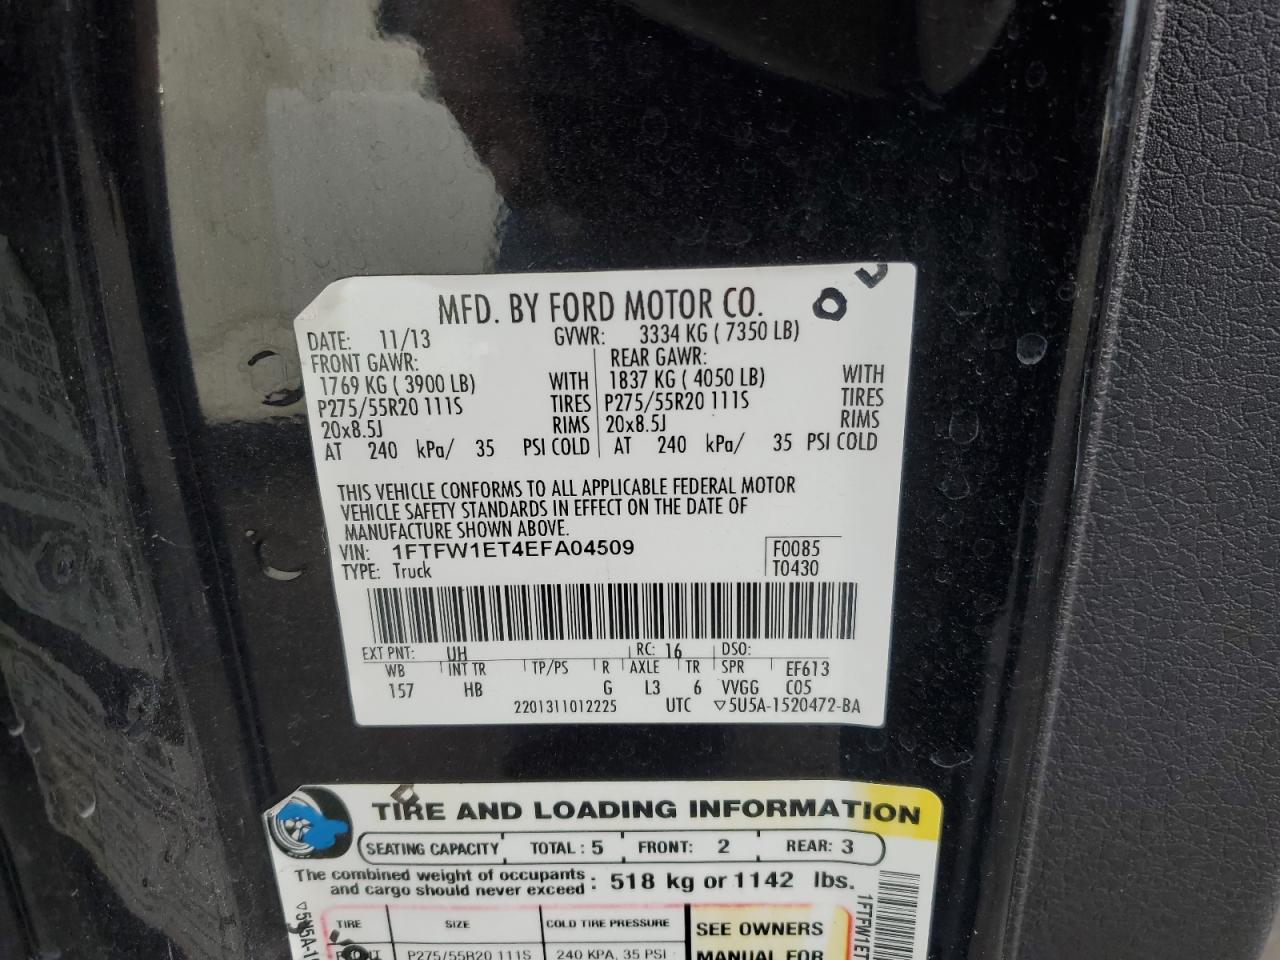 MFD. BY FORD MOTOR CO.
DATE: 11/13 GVWR: 3334 KG ( 7350 LB)
FRONT GAWR: REAR GAWR:
1769 KG ( 3900 LB) WITH 1837 KG ( 4050 LB) WITH
P275/55R20 111S TIRES P275/55R20 111S TIRES
20x8.5J RIMS 20x8.5J RIMS
AT 240 kPa/ 35 PSI COLD AT 240 kPa/ 35 PSI COLD
THIS VEHICLE CONFORMS TO ALL APPLICABLE FEDERAL MOTOR
VEHICLE SAFETY STANDARDS IN EFFECT ON THE DATE OF
MANUFACTURE SHOWN ABOVE.
VIN: 1FTFW1ET4EFA04509 F0085
TYPE: Truck T0430
EXT PNT: UH RC: 16 DSO:
WB INT TR TP/PS R AXLE TR SPR EF613
157 HB G L3 6 VVGG C05
2201311012225 UTC ▽5U5A-1520472-BA
TIRE AND LOADING INFORMATION
SEATING CAPACITY TOTAL : 5 FRONT: 2 REAR: 3
The combined weight of occupants
and cargo should never exceed : 518 kg or 1142 lbs.
TIRE SIZE COLD TIRE PRESSURE SEE OWNERS
P275/55R20 111S 240 KPA, 35 PSI MANUAL FOR
1FTFW1ET